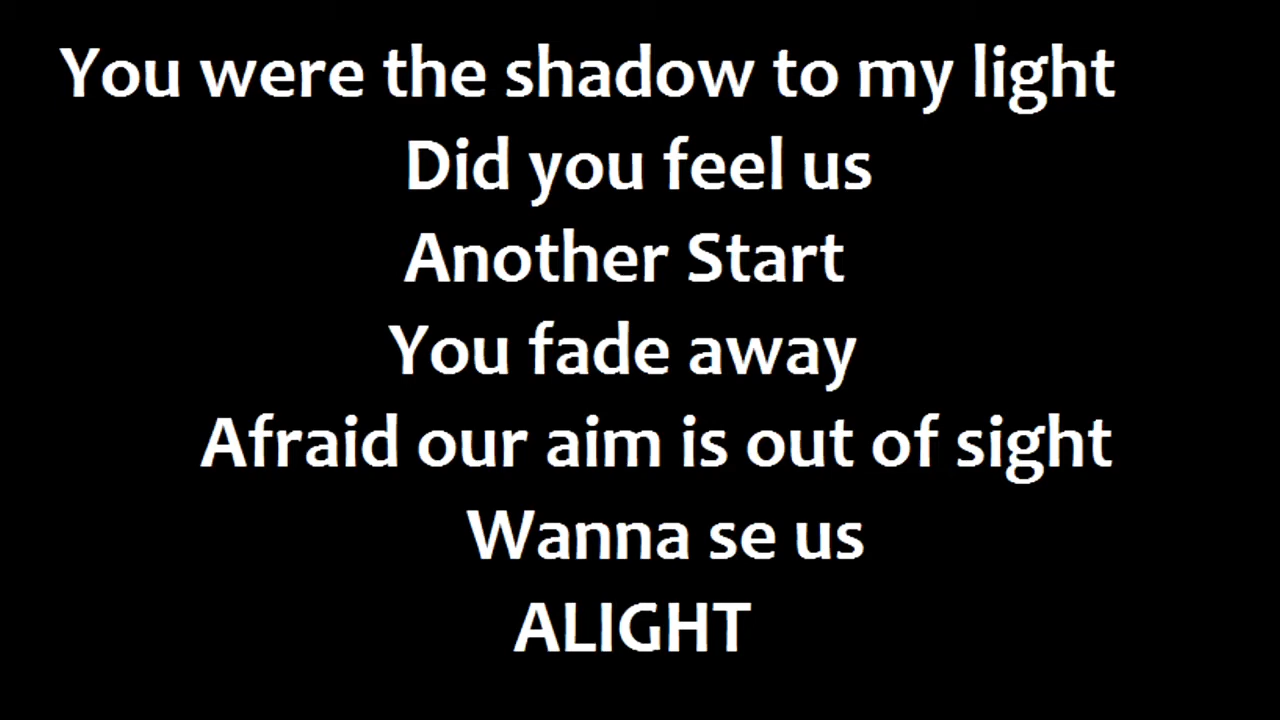 You were the shadow to my light
Did you feel us
Another Start
You fade away
Afraid our aim is out of sight
Wanna se us
ALIGHT